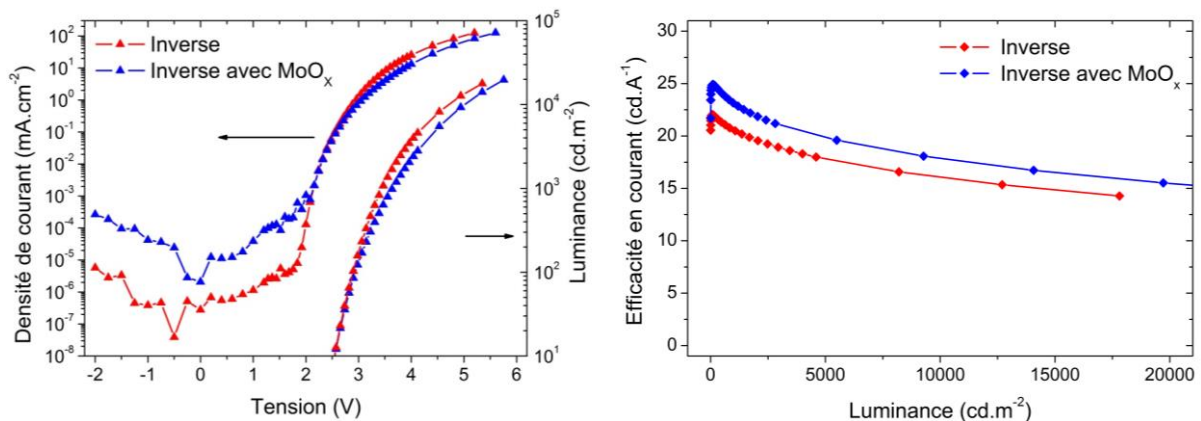 Densité de courant (mA.cm⁻²)
10²
10¹
10⁰
10⁻¹
10⁻²
10⁻³
10⁻⁴
10⁻⁵
10⁻⁶
10⁻⁷
10⁻⁸
Inverse
Inverse avec MoOₓ
-2 -1 0 1 2 3 4 5 6
Tension (V)
10⁵
10⁴
10³
10²
10¹
Luminance (cd.m⁻²)
Efficacité en courant (cd.A⁻¹)
30
25
20
15
10
5
0
Inverse
Inverse avec MoOₓ
0 5000 10000 15000 20000
Luminance (cd.m⁻²)